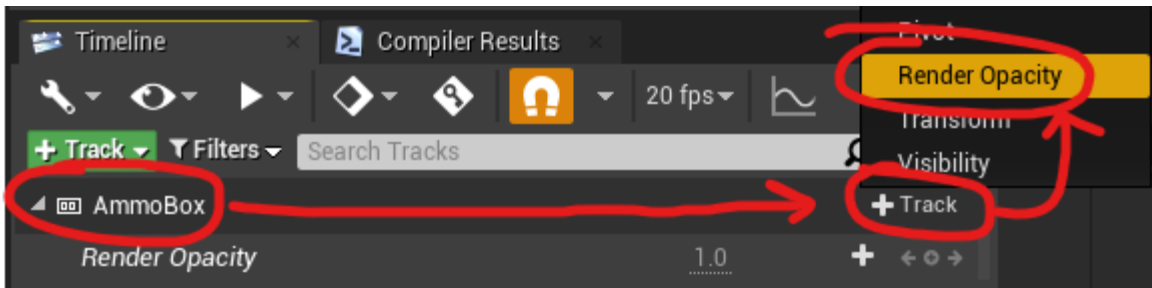 Timeline
Compiler Results
Pivot
Render Opacity
Transform
Visibility
20 fps
Track
Filters
Search Tracks
AmmoBox
Track
Render Opacity
1.0